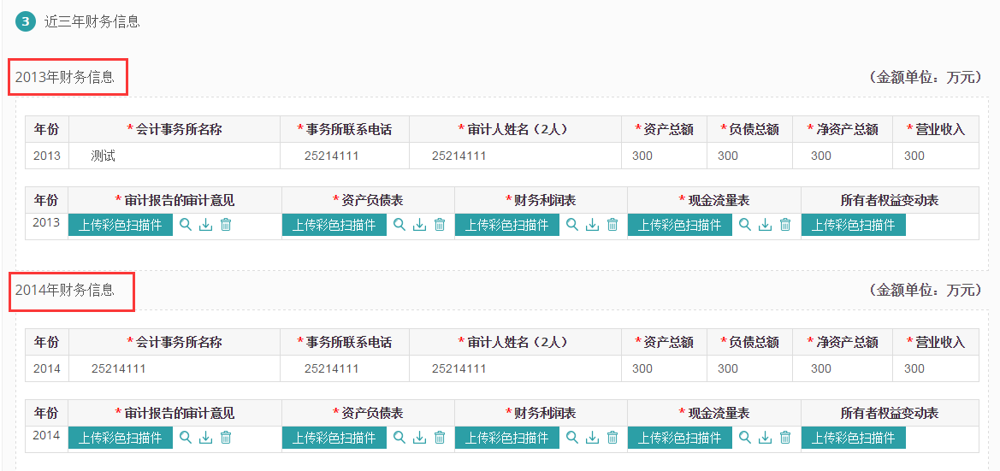 3 近三年财务信息
2013年财务信息 （金额单位：万元）
年份 *会计事务所名称 *事务所联系电话 *审计人姓名（2人） *资产总额 *负债总额 *净资产总额 *营业收入
2013 测试 25214111 25214111 300 300 300 300
年份 *审计报告的审计意见 *资产负债表 *财务利润表 *现金流量表 所有者权益变动表
2013 上传彩色扫描件 上传彩色扫描件 上传彩色扫描件 上传彩色扫描件 上传彩色扫描件
2014年财务信息 （金额单位：万元）
年份 *会计事务所名称 *事务所联系电话 *审计人姓名（2人） *资产总额 *负债总额 *净资产总额 *营业收入
2014 25214111 25214111 25214111 300 300 300 300
年份 *审计报告的审计意见 *资产负债表 *财务利润表 *现金流量表 所有者权益变动表
2014 上传彩色扫描件 上传彩色扫描件 上传彩色扫描件 上传彩色扫描件 上传彩色扫描件